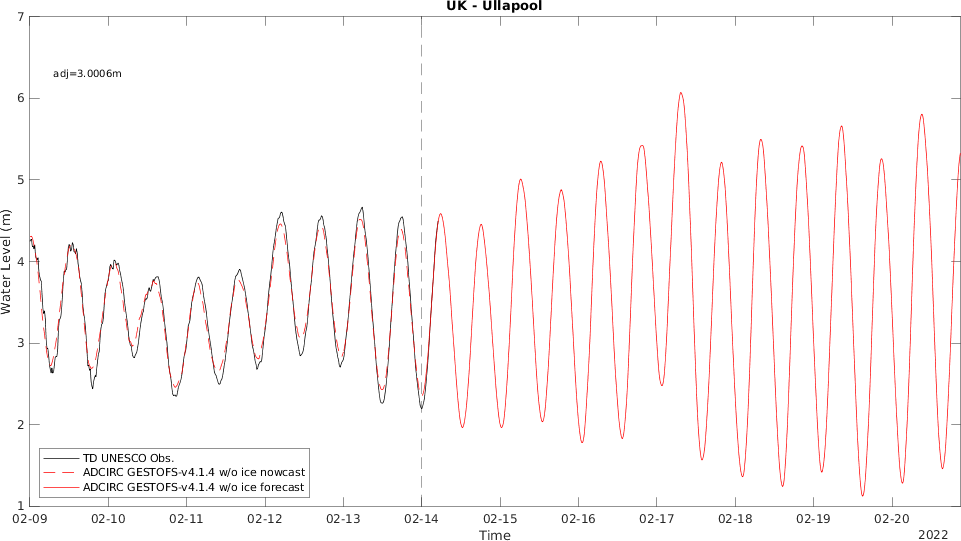 UK - Ullapool
7
adj=3.0006m
6
5
4
3
2
1
Water Level (m)
TD UNESCO Obs.
ADCIRC GESTOFS-v4.1.4 w/o ice nowcast
ADCIRC GESTOFS-v4.1.4 w/o ice forecast
02-09 02-10 02-11 02-12 02-13 02-14 02-15 02-16 02-17 02-18 02-19 02-20
Time
2022